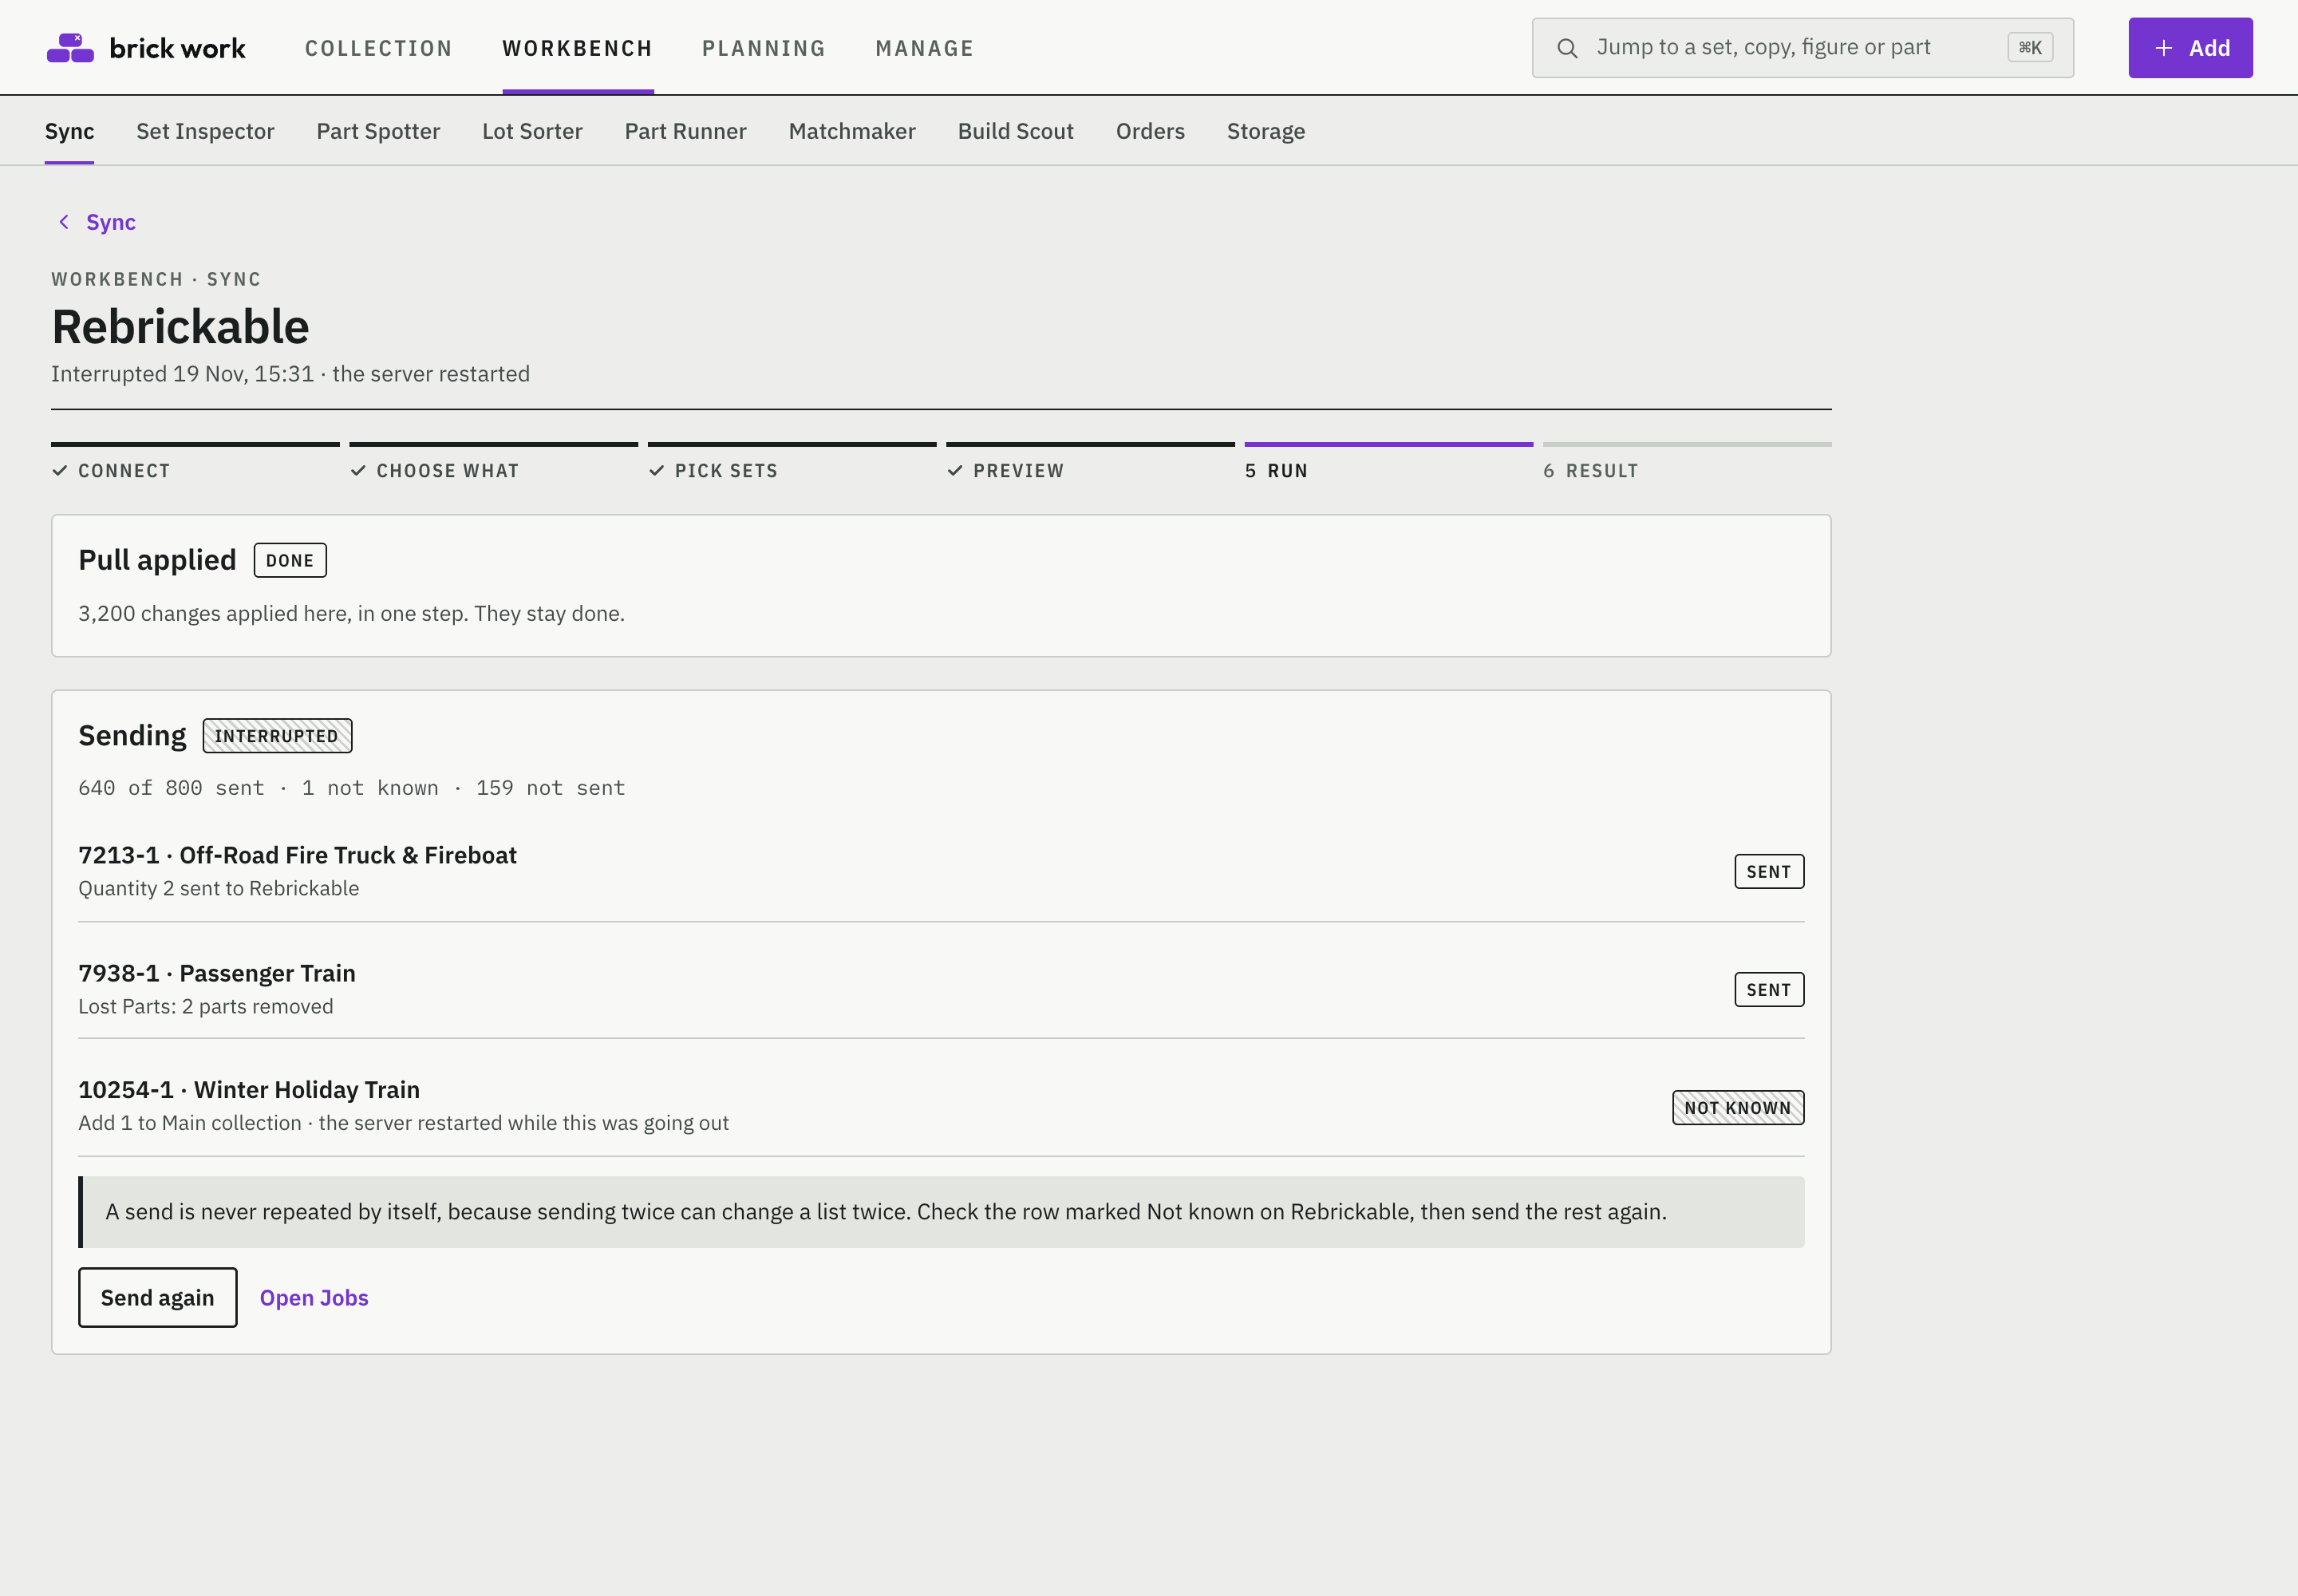 brick work
COLLECTION
WORKBENCH
PLANNING
MANAGE
Jump to a set, copy, figure or part
⌘K
+ Add
Sync
Set Inspector
Part Spotter
Lot Sorter
Part Runner
Matchmaker
Build Scout
Orders
Storage
Sync
WORKBENCH · SYNC
Rebrickable
Interrupted 19 Nov, 15:31 · the server restarted
CONNECT
CHOOSE WHAT
PICK SETS
PREVIEW
5 RUN
6 RESULT
Pull applied DONE
3,200 changes applied here, in one step. They stay done.
Sending INTERRUPTED
640 of 800 sent · 1 not known · 159 not sent
7213-1 · Off-Road Fire Truck & Fireboat
Quantity 2 sent to Rebrickable
SENT
7938-1 · Passenger Train
Lost Parts: 2 parts removed
SENT
10254-1 · Winter Holiday Train
Add 1 to Main collection · the server restarted while this was going out
NOT KNOWN
A send is never repeated by itself, because sending twice can change a list twice. Check the row marked Not known on Rebrickable, then send the rest again.
Send again
Open Jobs